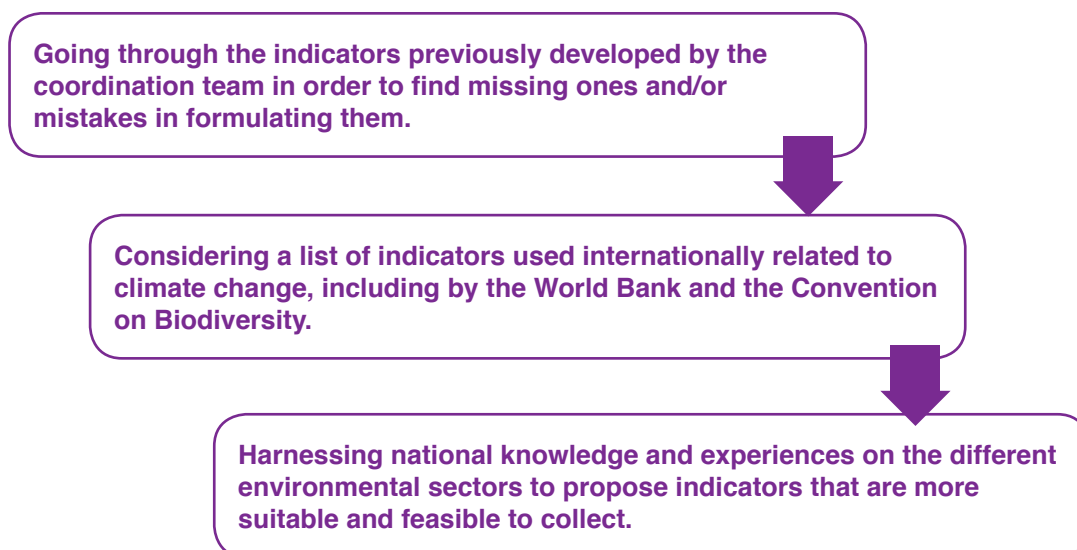 Going through the indicators previously developed by the
coordination team in order to find missing ones and/or
mistakes in formulating them.
Considering a list of indicators used internationally related to
climate change, including by the World Bank and the Convention
on Biodiversity.
Harnessing national knowledge and experiences on the different
environmental sectors to propose indicators that are more
suitable and feasible to collect.